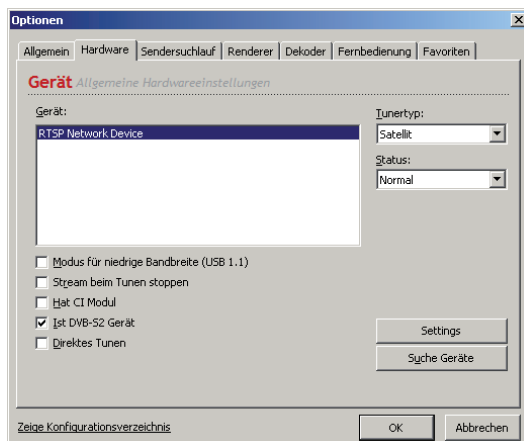 Optionen
Allgemein Hardware Sendersuchlauf Renderer Dekoder Fernbedienung Favoriten
Gerät Allgemeine Hardwareeinstellungen
Gerät:
RTSP Network Device
Tunertyp:
Satellit
Status:
Normal
Modus für niedrige Bandbreite (USB 1.1)
Stream beim Tunen stoppen
Hat CI Modul
Ist DVB-S2 Gerät
Direktes Tunen
Settings
Suche Geräte
Zeige Konfigurationsverzeichnis
OK
Abbrechen